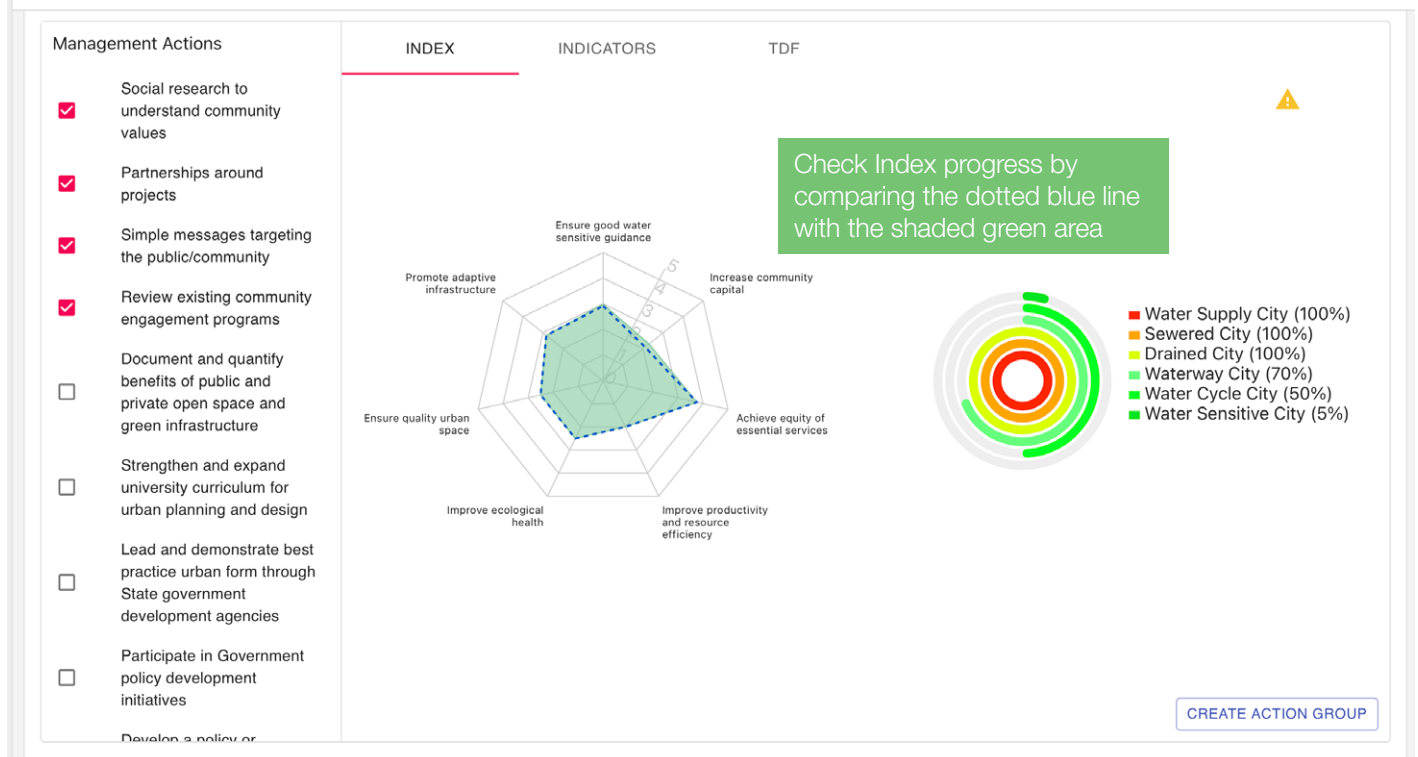 Management Actions
Social research to
understand community
values
Partnerships around
projects
Simple messages targeting
the public/community
Review existing community
engagement programs
Document and quantify
benefits of public and
private open space and
green infrastructure
Strengthen and expand
university curriculum for
urban planning and design
Lead and demonstrate best
practice urban form through
State government
development agencies
Participate in Government
policy development
initiatives
Develop a policy or
INDEX
INDICATORS
TDF
Check Index progress by
comparing the dotted blue line
with the shaded green area
Ensure good water
sensitive guidance
Increase community
capital
Achieve equity of
essential services
Improve productivity
and resource
efficiency
Improve ecological
health
Ensure quality urban
space
Promote adaptive
infrastructure
5
4
3
2
1
0
Water Supply City (100%)
Sewered City (100%)
Drained City (100%)
Waterway City (70%)
Water Cycle City (50%)
Water Sensitive City (5%)
CREATE ACTION GROUP